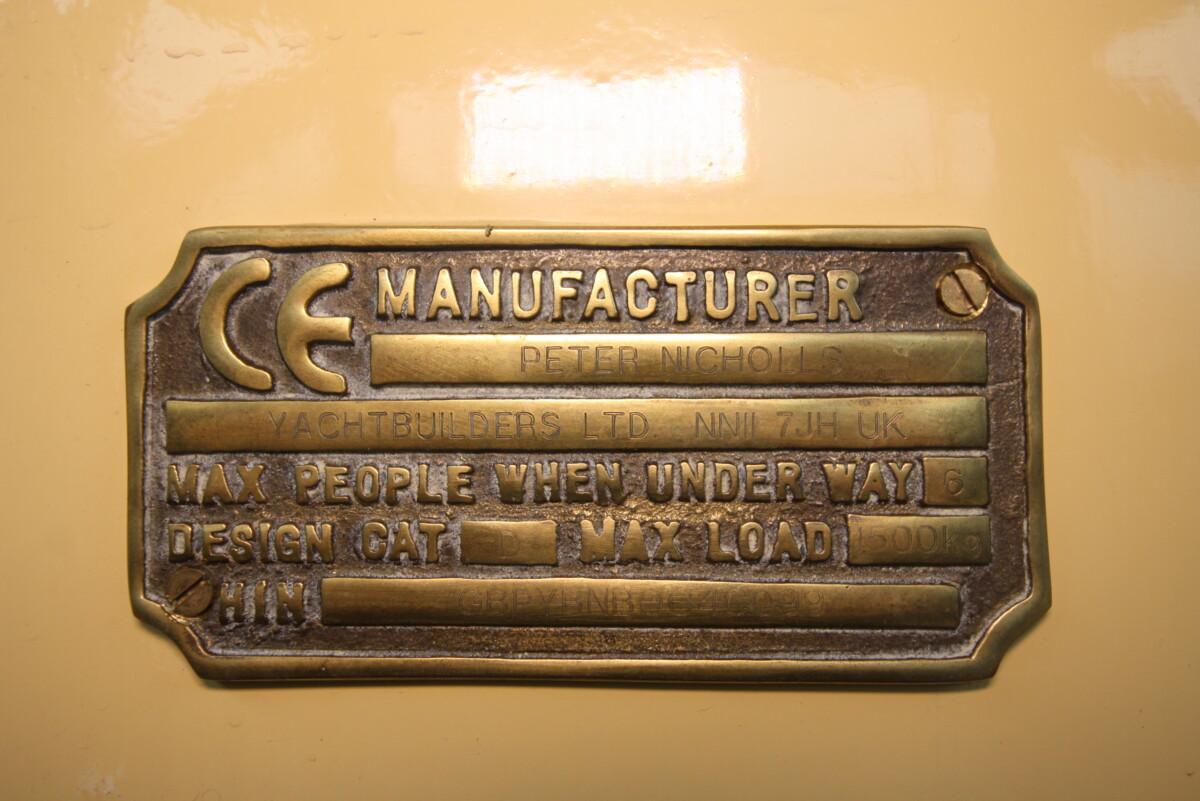 CE MANUFACTURER
PETER NICHOLLS
YACHTBUILDERS LTD. NN11 7JH UK
MAX PEOPLE WHEN UNDER WAY 6
DESIGN CAT D MAX LOAD 1500kg
HIN